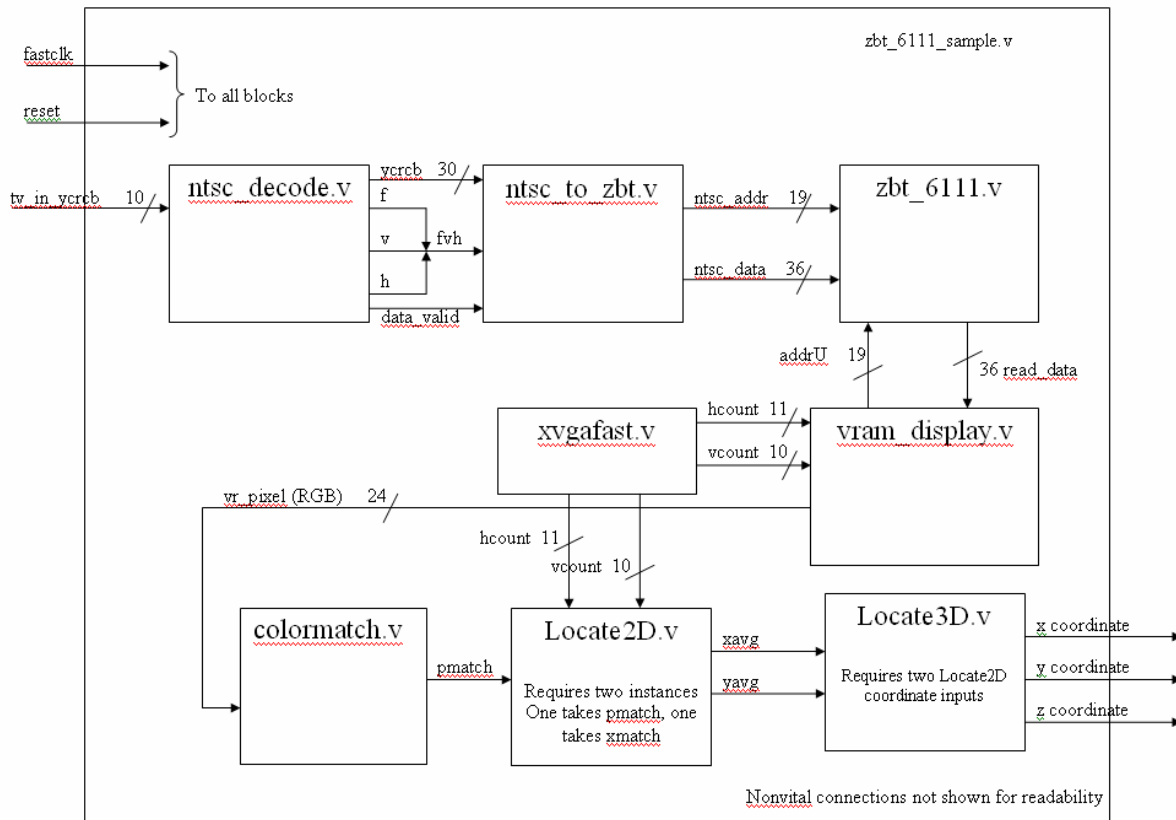 zbt_6111_sample.v
fastclk
To all blocks
reset
tv_in_ycrcb 10
ntsc_decode.v
ycrcb 30
f
v
fvh
h
data_valid
ntsc_to_zbt.v
ntsc_addr 19
ntsc_data 36
zbt_6111.v
addrU 19
36 read_data
xvgafast.v
hcount 11
vcount 10
vram_display.v
vr_pixel (RGB) 24
hcount 11
vcount 10
colormatch.v
pmatch
Locate2D.v
Requires two instances
One takes pmatch, one
takes xmatch
xavg
yavg
Locate3D.v
Requires two Locate2D
coordinate inputs
x coordinate
y coordinate
z coordinate
Nonvital connections not shown for readability